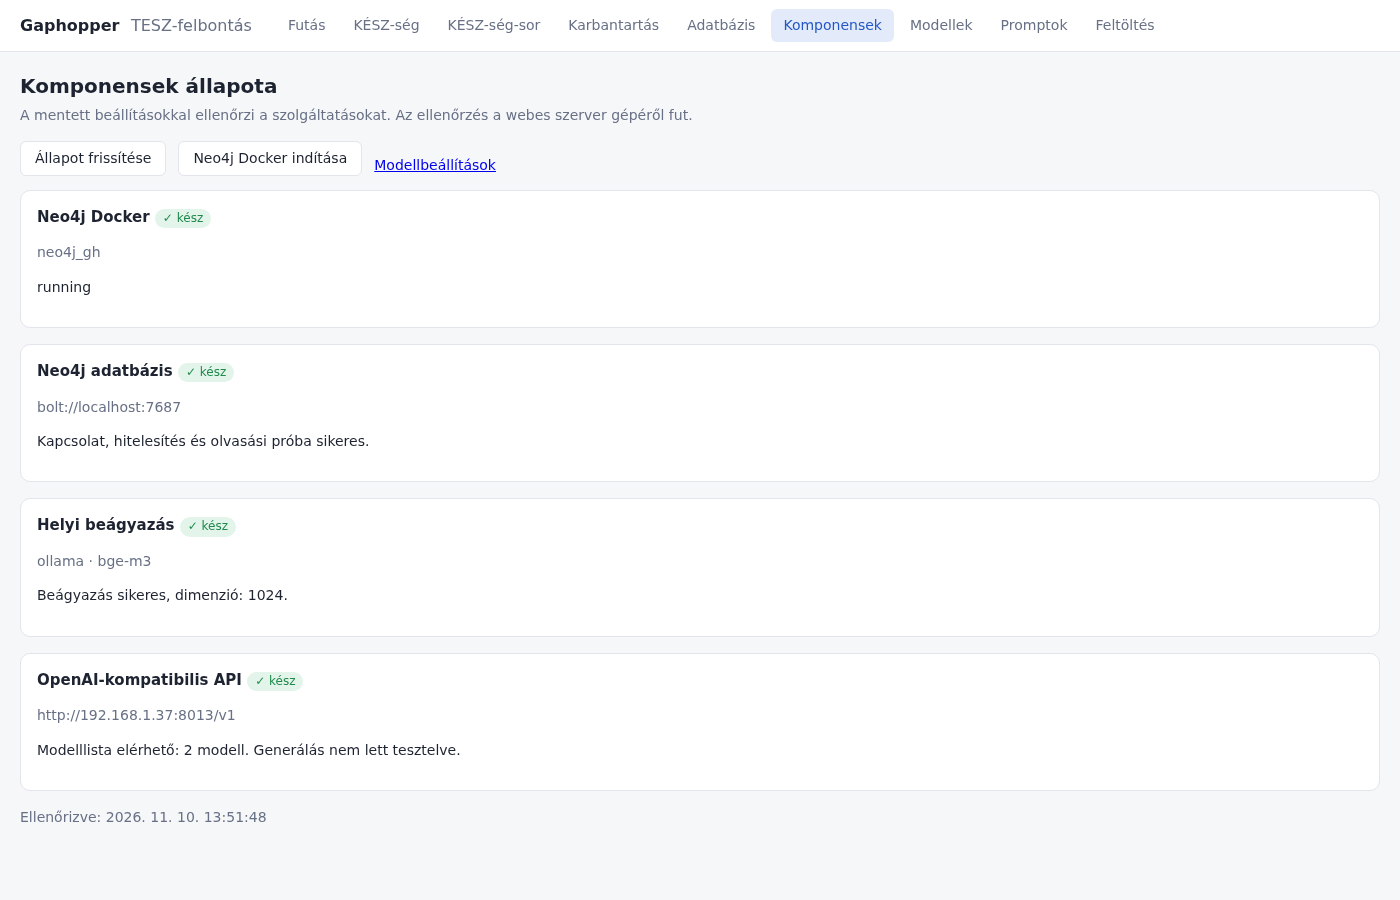 Gaphopper TESZ-felbontás Futás KÉSZ-ség KÉSZ-ség-sor Karbantartás Adatbázis Komponensek Modellek Promptok Feltöltés
Komponensek állapota
A mentett beállításokkal ellenőrzi a szolgáltatásokat. Az ellenőrzés a webes szerver gépéről fut.
Állapot frissítése Neo4j Docker indítása Modellbeállítások
Neo4j Docker ✓ kész
neo4j_gh
running
Neo4j adatbázis ✓ kész
bolt://localhost:7687
Kapcsolat, hitelesítés és olvasási próba sikeres.
Helyi beágyazás ✓ kész
ollama · bge-m3
Beágyazás sikeres, dimenzió: 1024.
OpenAI-kompatibilis API ✓ kész
http://192.168.1.37:8013/v1
Modelllista elérhető: 2 modell. Generálás nem lett tesztelve.
Ellenőrizve: 2026. 11. 10. 13:51:48